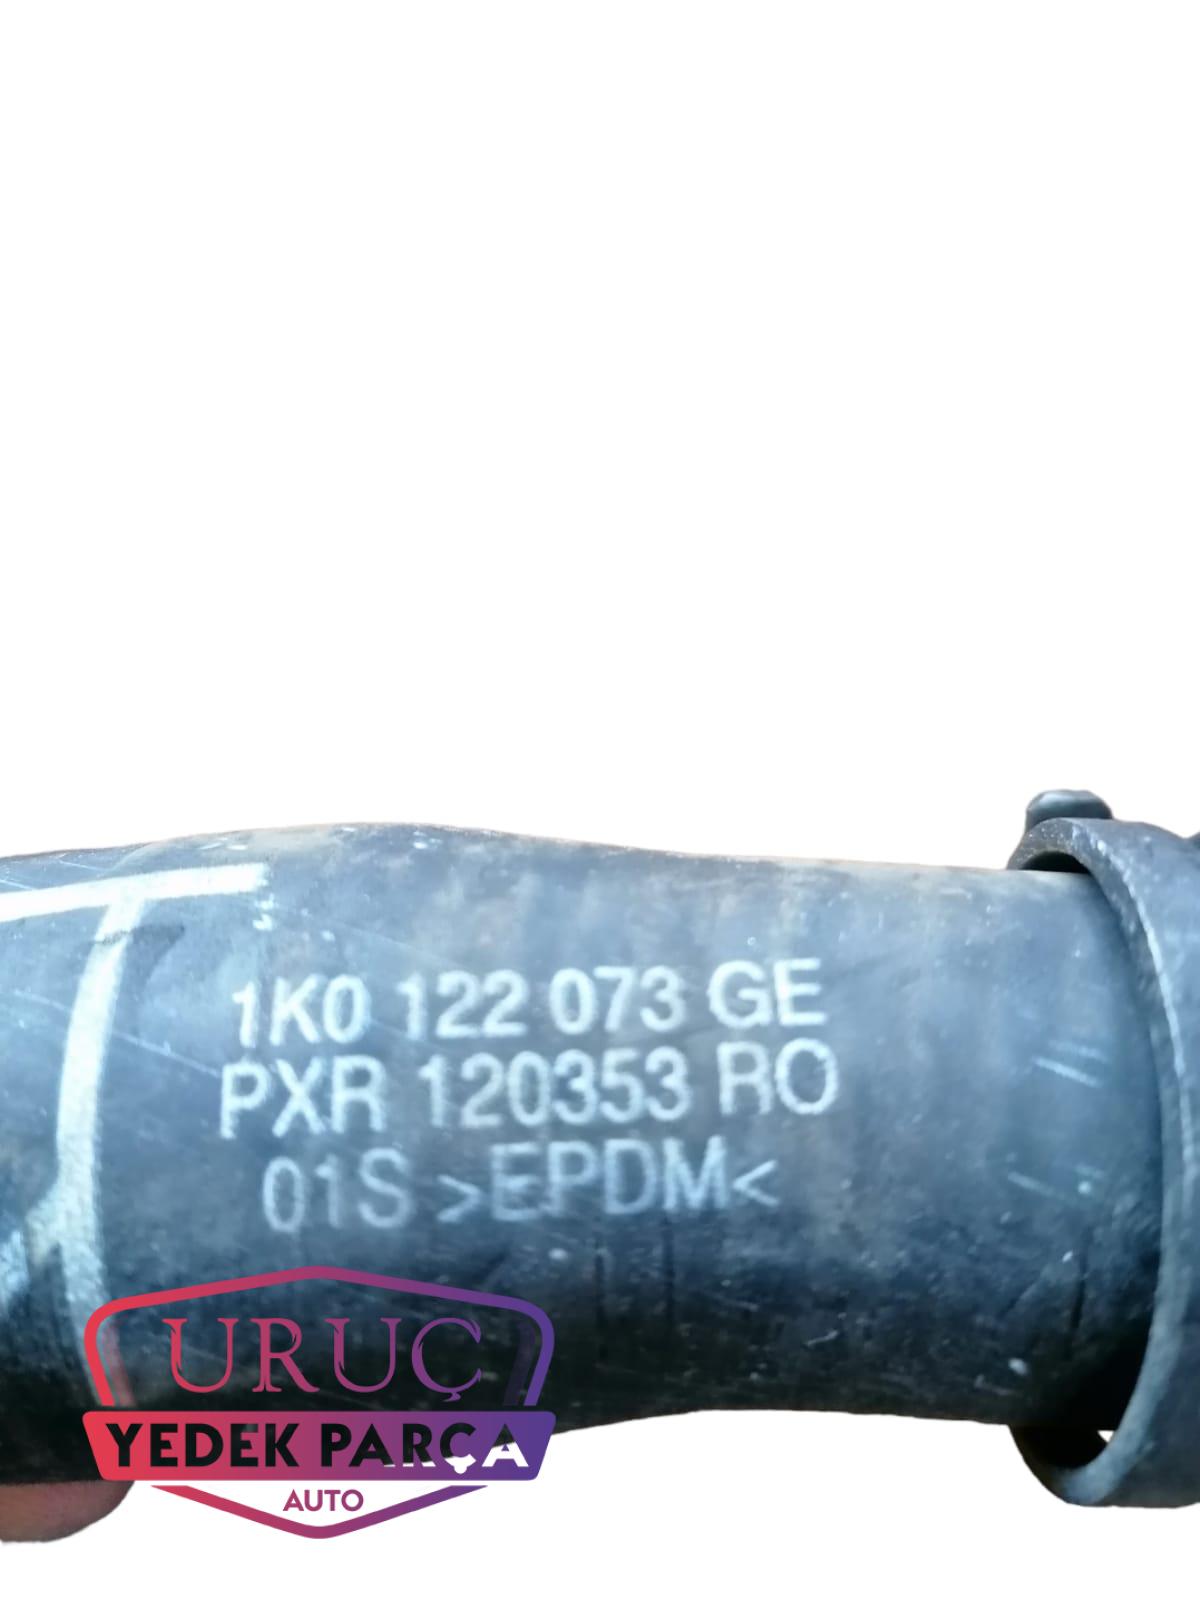 1K0 122 073 GE
PXR 120353 RO
01S >EPDM<
URUÇ
YEDEK PARÇA
AUTO